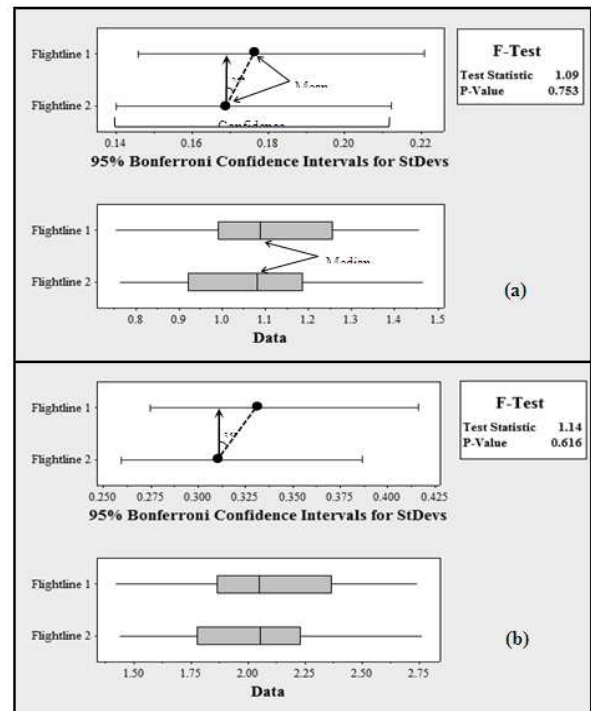 Flightline 1
Flightline 2
0.14 0.16 0.18 0.20 0.22
95% Bonferroni Confidence Intervals for StDevs
F-Test
Test Statistic 1.09
P-Value 0.753
Flightline 1
Flightline 2
0.8 0.9 1.0 1.1 1.2 1.3 1.4 1.5
Data
(a)
Flightline 1
Flightline 2
0.250 0.275 0.300 0.325 0.350 0.375 0.400 0.425
95% Bonferroni Confidence Intervals for StDevs
F-Test
Test Statistic 1.14
P-Value 0.616
Flightline 1
Flightline 2
1.50 1.75 2.00 2.25 2.50 2.75
Data
(b)